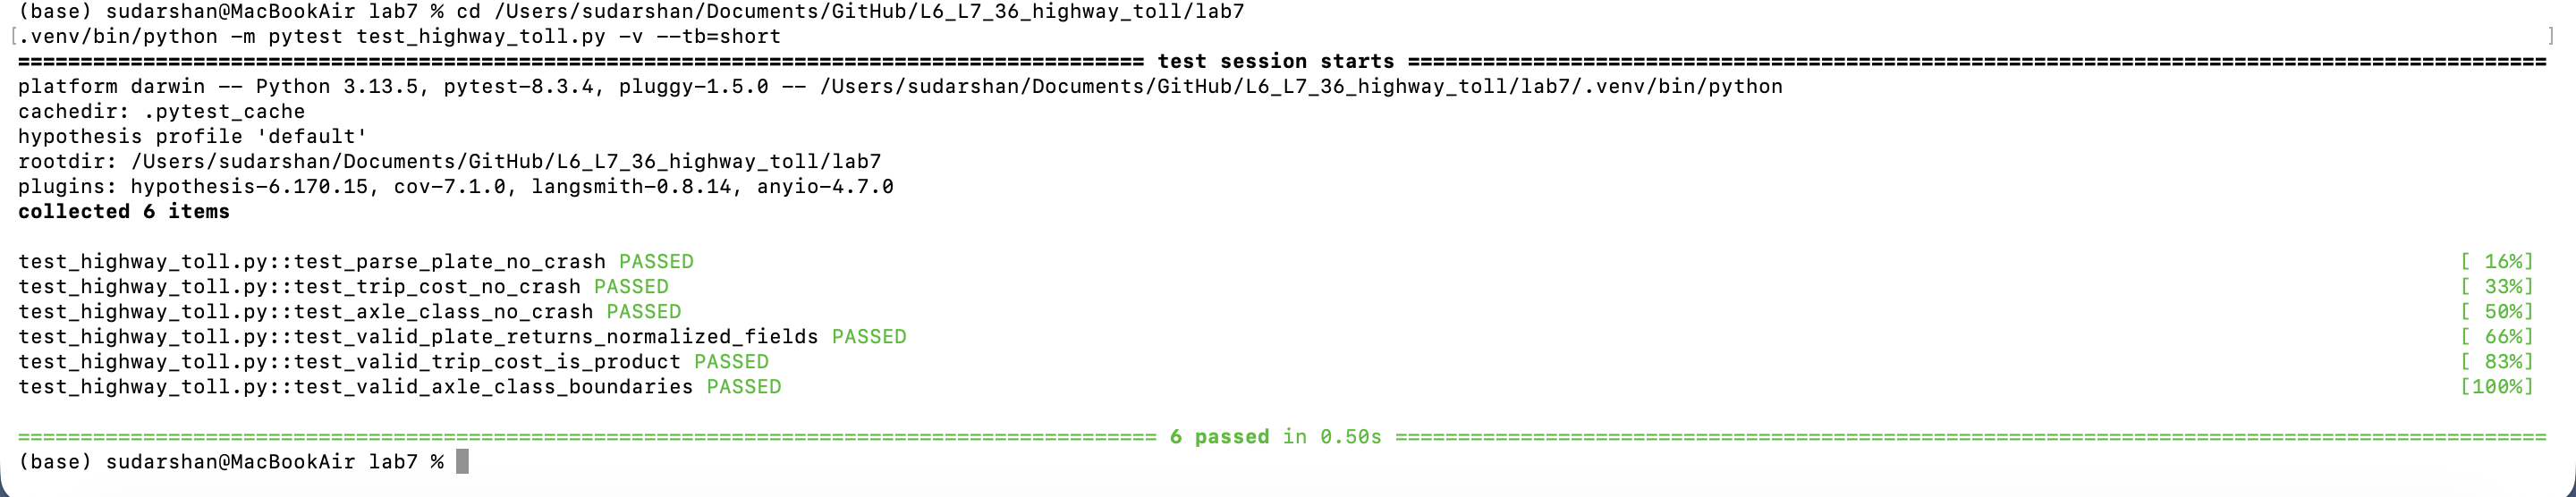 (base) sudarshan@MacBookAir lab7 % cd /Users/sudarshan/Documents/GitHub/L6_L7_36_highway_toll/lab7
[.venv/bin/python -m pytest test_highway_toll.py -v --tb=short ]
=========================================================================================== test session starts ===========================================================================================
platform darwin -- Python 3.13.5, pytest-8.3.4, pluggy-1.5.0 -- /Users/sudarshan/Documents/GitHub/L6_L7_36_highway_toll/lab7/.venv/bin/python
cachedir: .pytest_cache
hypothesis profile 'default'
rootdir: /Users/sudarshan/Documents/GitHub/L6_L7_36_highway_toll/lab7
plugins: hypothesis-6.170.15, cov-7.1.0, langsmith-0.8.14, anyio-4.7.0
collected 6 items
test_highway_toll.py::test_parse_plate_no_crash PASSED [ 16%]
test_highway_toll.py::test_trip_cost_no_crash PASSED [ 33%]
test_highway_toll.py::test_axle_class_no_crash PASSED [ 50%]
test_highway_toll.py::test_valid_plate_returns_normalized_fields PASSED [ 66%]
test_highway_toll.py::test_valid_trip_cost_is_product PASSED [ 83%]
test_highway_toll.py::test_valid_axle_class_boundaries PASSED [100%]
============================================================================================ 6 passed in 0.50s ============================================================================================
(base) sudarshan@MacBookAir lab7 %